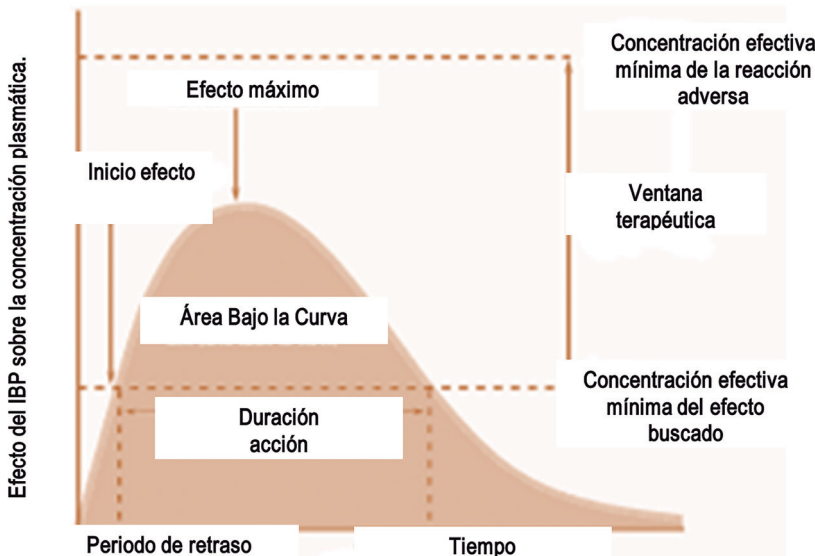 Efecto del IBP sobre la concentración plasmática.
Concentración efectiva
mínima de la reacción
adversa
Efecto máximo
Inicio efecto
Ventana
terapéutica
Área Bajo la Curva
Concentración efectiva
mínima del efecto
buscado
Duración
acción
Periodo de retraso
Tiempo